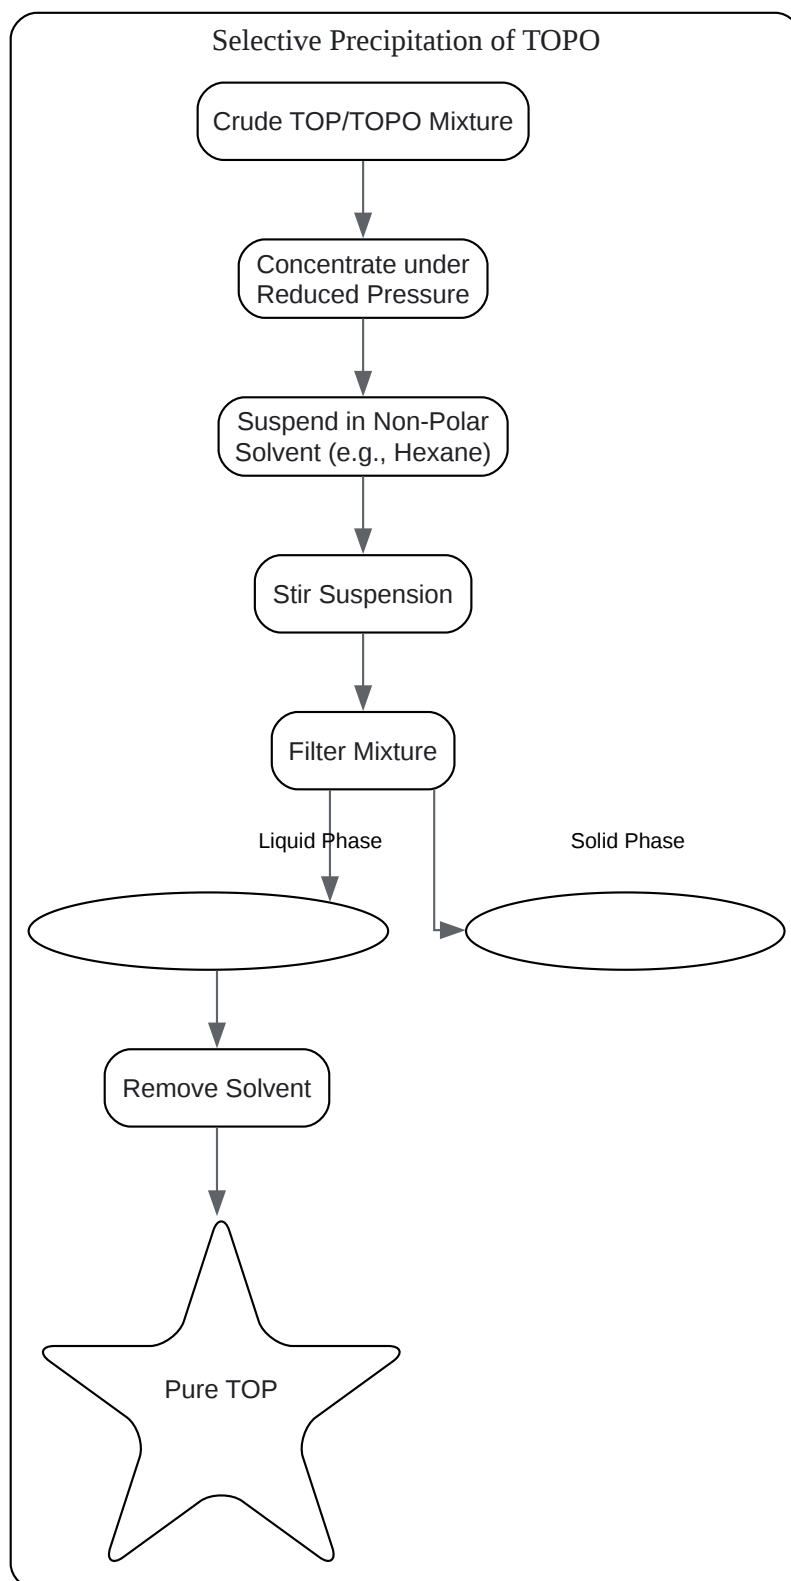 Selective Precipitation of TOPO
Crude TOP/TOPO Mixture
Concentrate under
Reduced Pressure
Suspend in Non-Polar
Solvent (e.g., Hexane)
Stir Suspension
Filter Mixture
Liquid Phase
Solid Phase
Remove Solvent
Pure TOP